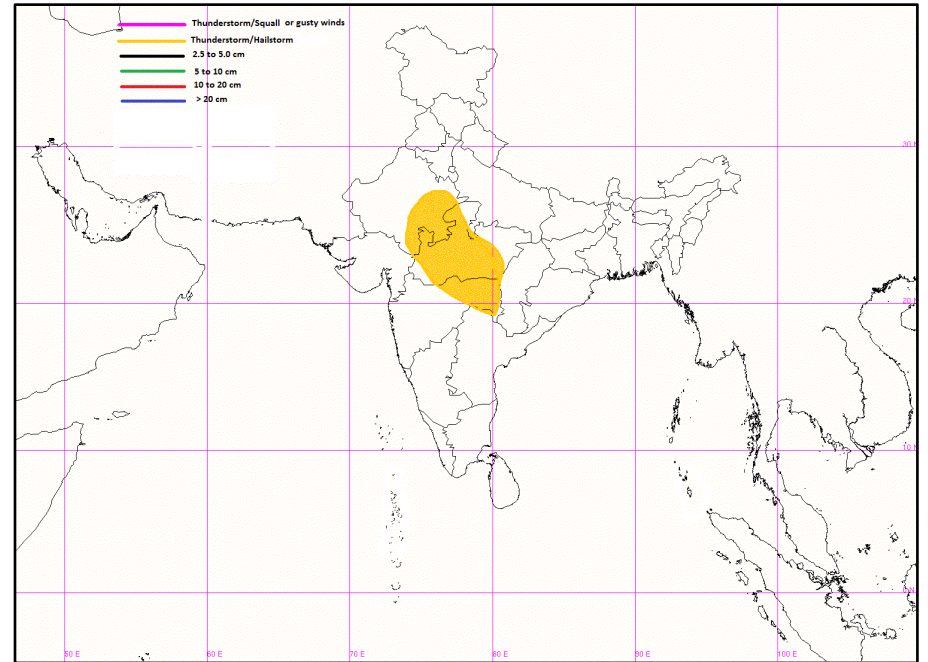 Thunderstorm/Squall or gusty winds
Thunderstorm/Hailstorm
2.5 to 5.0 cm
5 to 10 cm
10 to 20 cm
> 20 cm
30 N
20 N
10 N
0 N
50 E
60 E
70 E
80 E
90 E
100 E